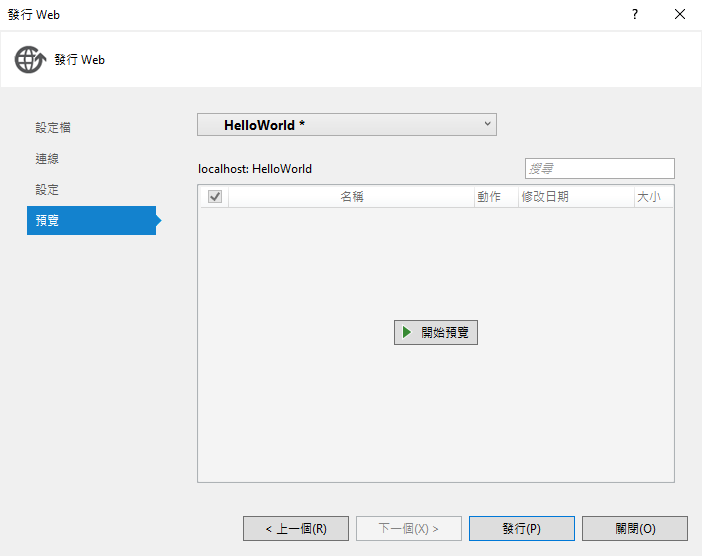 發行 Web
?
發行 Web
設定檔
連線
設定
預覽
HelloWorld *
localhost: HelloWorld
搜尋
名稱 動作 修改日期 大小
開始預覽
< 上一個(R) 下一個(X) > 發行(P) 關閉(O)